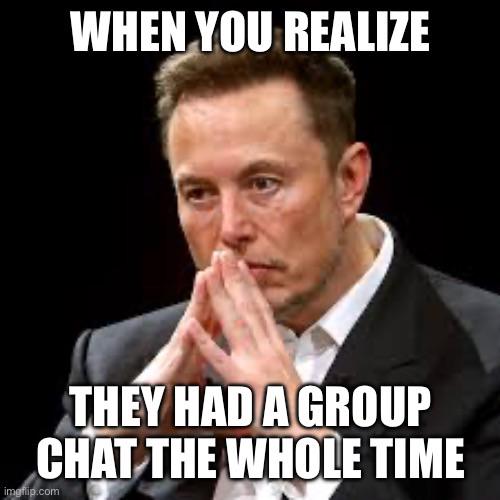 WHEN YOU REALIZE
THEY HAD A GROUP
CHAT THE WHOLE TIME
imgflip.com